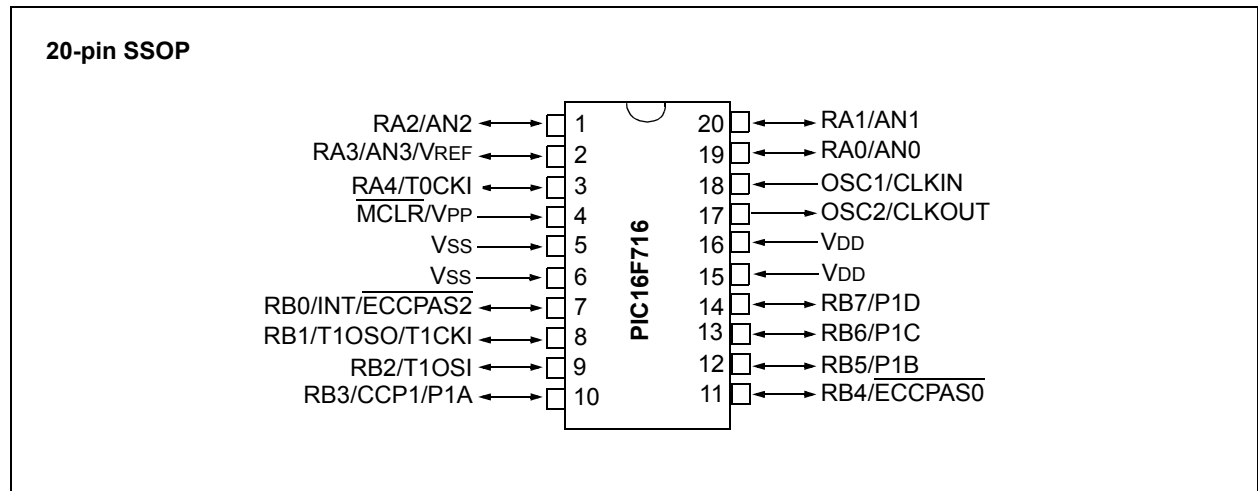 20-pin SSOP
RA2/AN2 1 20 RA1/AN1
RA3/AN3/VREF 2 19 RA0/AN0
RA4/T0CKI 3 18 OSC1/CLKIN
MCLR/VPP 4 17 OSC2/CLKOUT
VSS 5 16 VDD
VSS 6 15 VDD
RB0/INT/ECCPAS2 7 14 RB7/P1D
RB1/T1OSO/T1CKI 8 13 RB6/P1C
RB2/T1OSI 9 12 RB5/P1B
RB3/CCP1/P1A 10 11 RB4/ECCPAS0
PIC16F716